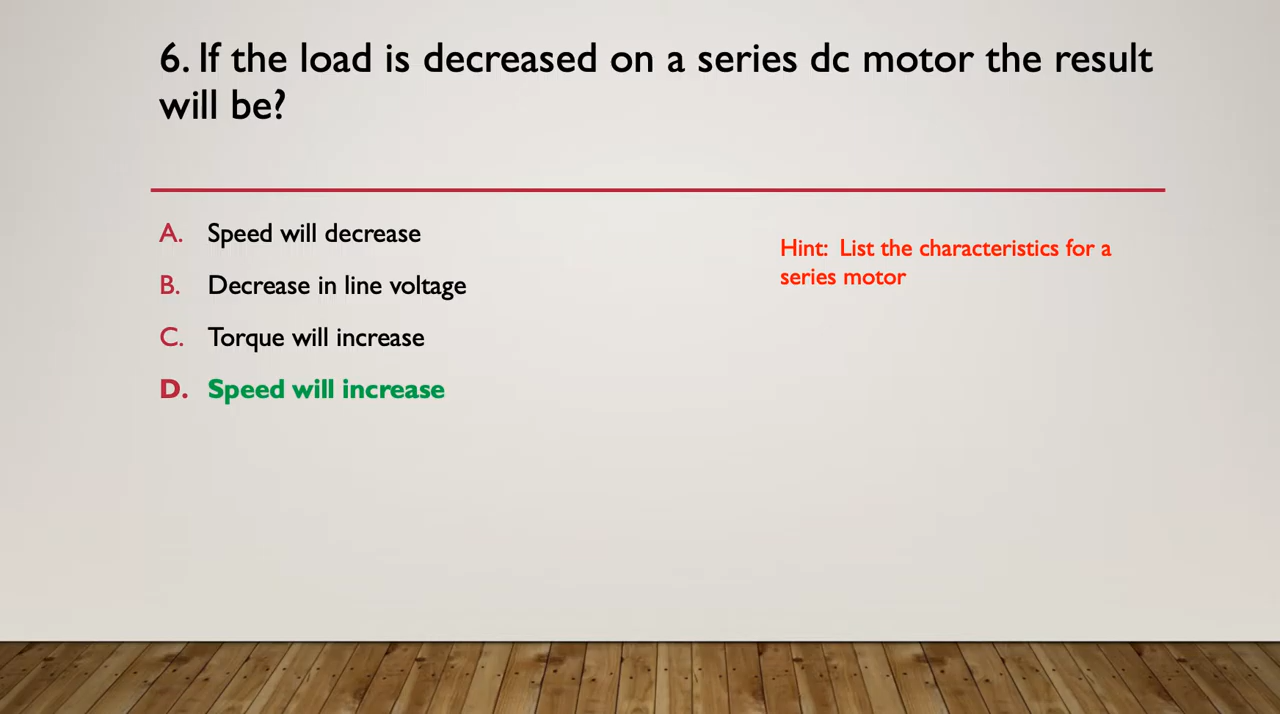 6. If the load is decreased on a series dc motor the result
will be?
A. Speed will decrease
B. Decrease in line voltage
C. Torque will increase
D. Speed will increase
Hint: List the characteristics for a
series motor